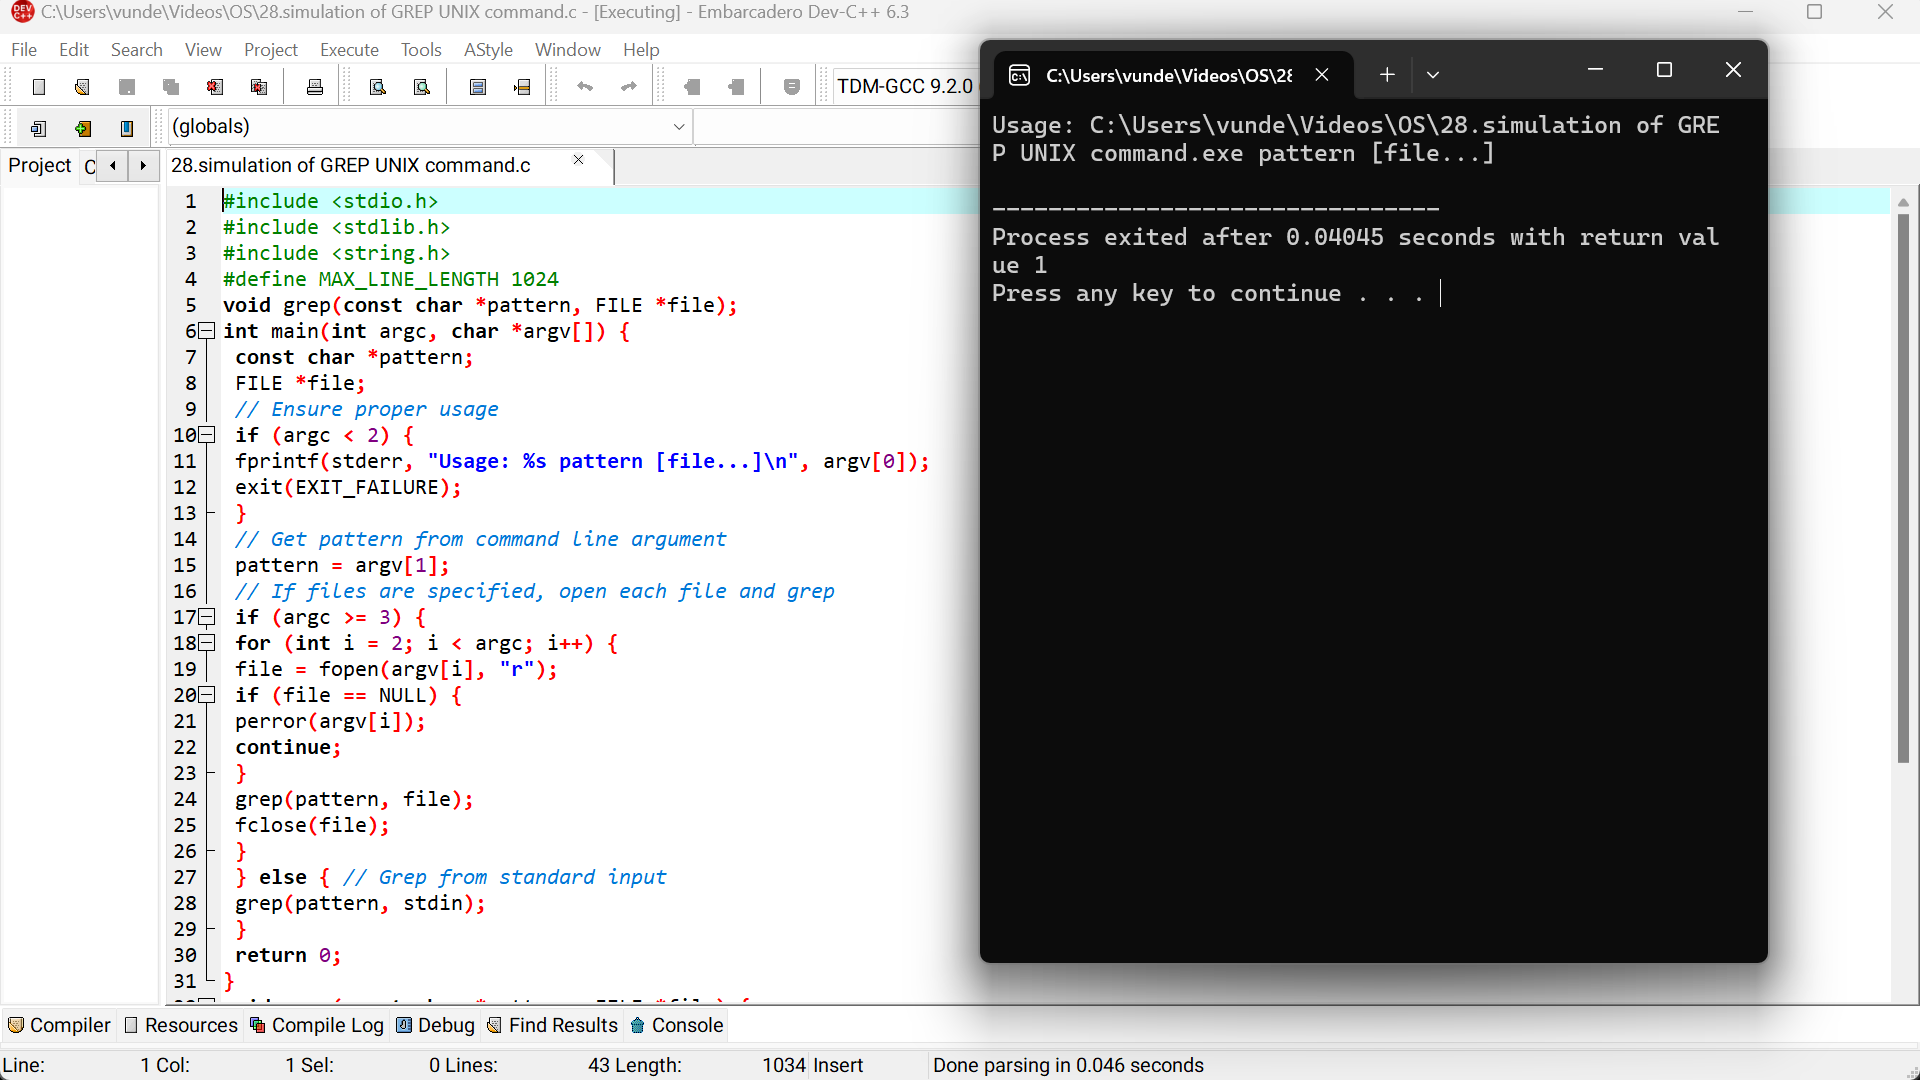 C:\Users\vunde\Videos\OS\28.simulation of GREP UNIX command.c - [Executing] - Embarcadero Dev-C++ 6.3
File Edit Search View Project Execute Tools AStyle Window Help
TDM-GCC 9.2.0
(globals)
Project
28.simulation of GREP UNIX command.c
1 #include <stdio.h>
2 #include <stdlib.h>
3 #include <string.h>
4 #define MAX_LINE_LENGTH 1024
5 void grep(const char *pattern, FILE *file);
6 int main(int argc, char *argv[]) {
7 const char *pattern;
8 FILE *file;
9 // Ensure proper usage
10 if (argc < 2) {
11 fprintf(stderr, "Usage: %s pattern [file...]\n", argv[0]);
12 exit(EXIT_FAILURE);
13 }
14 // Get pattern from command line argument
15 pattern = argv[1];
16 // If files are specified, open each file and grep
17 if (argc >= 3) {
18 for (int i = 2; i < argc; i++) {
19 file = fopen(argv[i], "r");
20 if (file == NULL) {
21 perror(argv[i]);
22 continue;
23 }
24 grep(pattern, file);
25 fclose(file);
26 }
27 } else { // Grep from standard input
28 grep(pattern, stdin);
29 }
30 return 0;
31 }
C:\Users\vunde\Videos\OS\28
Usage: C:\Users\vunde\Videos\OS\28.simulation of GRE
P UNIX command.exe pattern [file...]
--------------------------------
Process exited after 0.04045 seconds with return val
ue 1
Press any key to continue . . .
Compiler Resources Compile Log Debug Find Results Console
Line: 1 Col: 1 Sel: 0 Lines: 43 Length: 1034 Insert Done parsing in 0.046 seconds